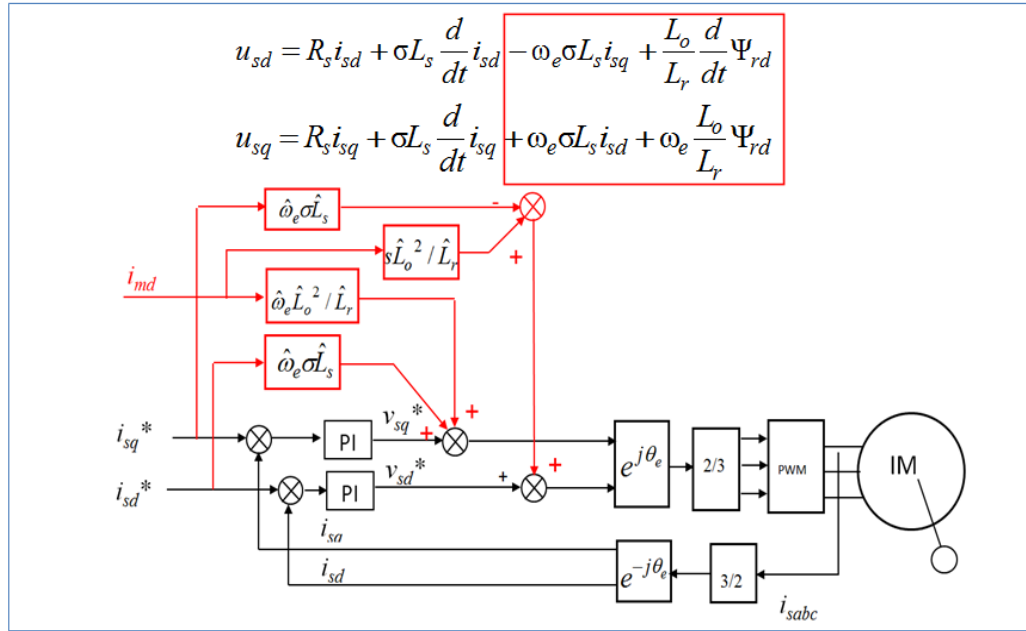 u_sd = R_s i_sd + σL_s d/dt i_sd − ω_e σL_s i_sq + L_o/L_r d/dt Ψ_rd
u_sq = R_s i_sq + σL_s d/dt i_sq + ω_e σL_s i_sd + ω_e L_o/L_r Ψ_rd
ω̂_e σL̂_s
-
sL̂_o² / L̂_r
+
i_md
ω̂_e L̂_o² / L̂_r
ω̂_e σL̂_s
+
i_sq*
PI
v_sq*
+
+
e^jθ_e
2/3
PWM
IM
i_sd*
PI
v_sd*
+
i_sq
i_sd
e^-jθ_e
3/2
i_sabc